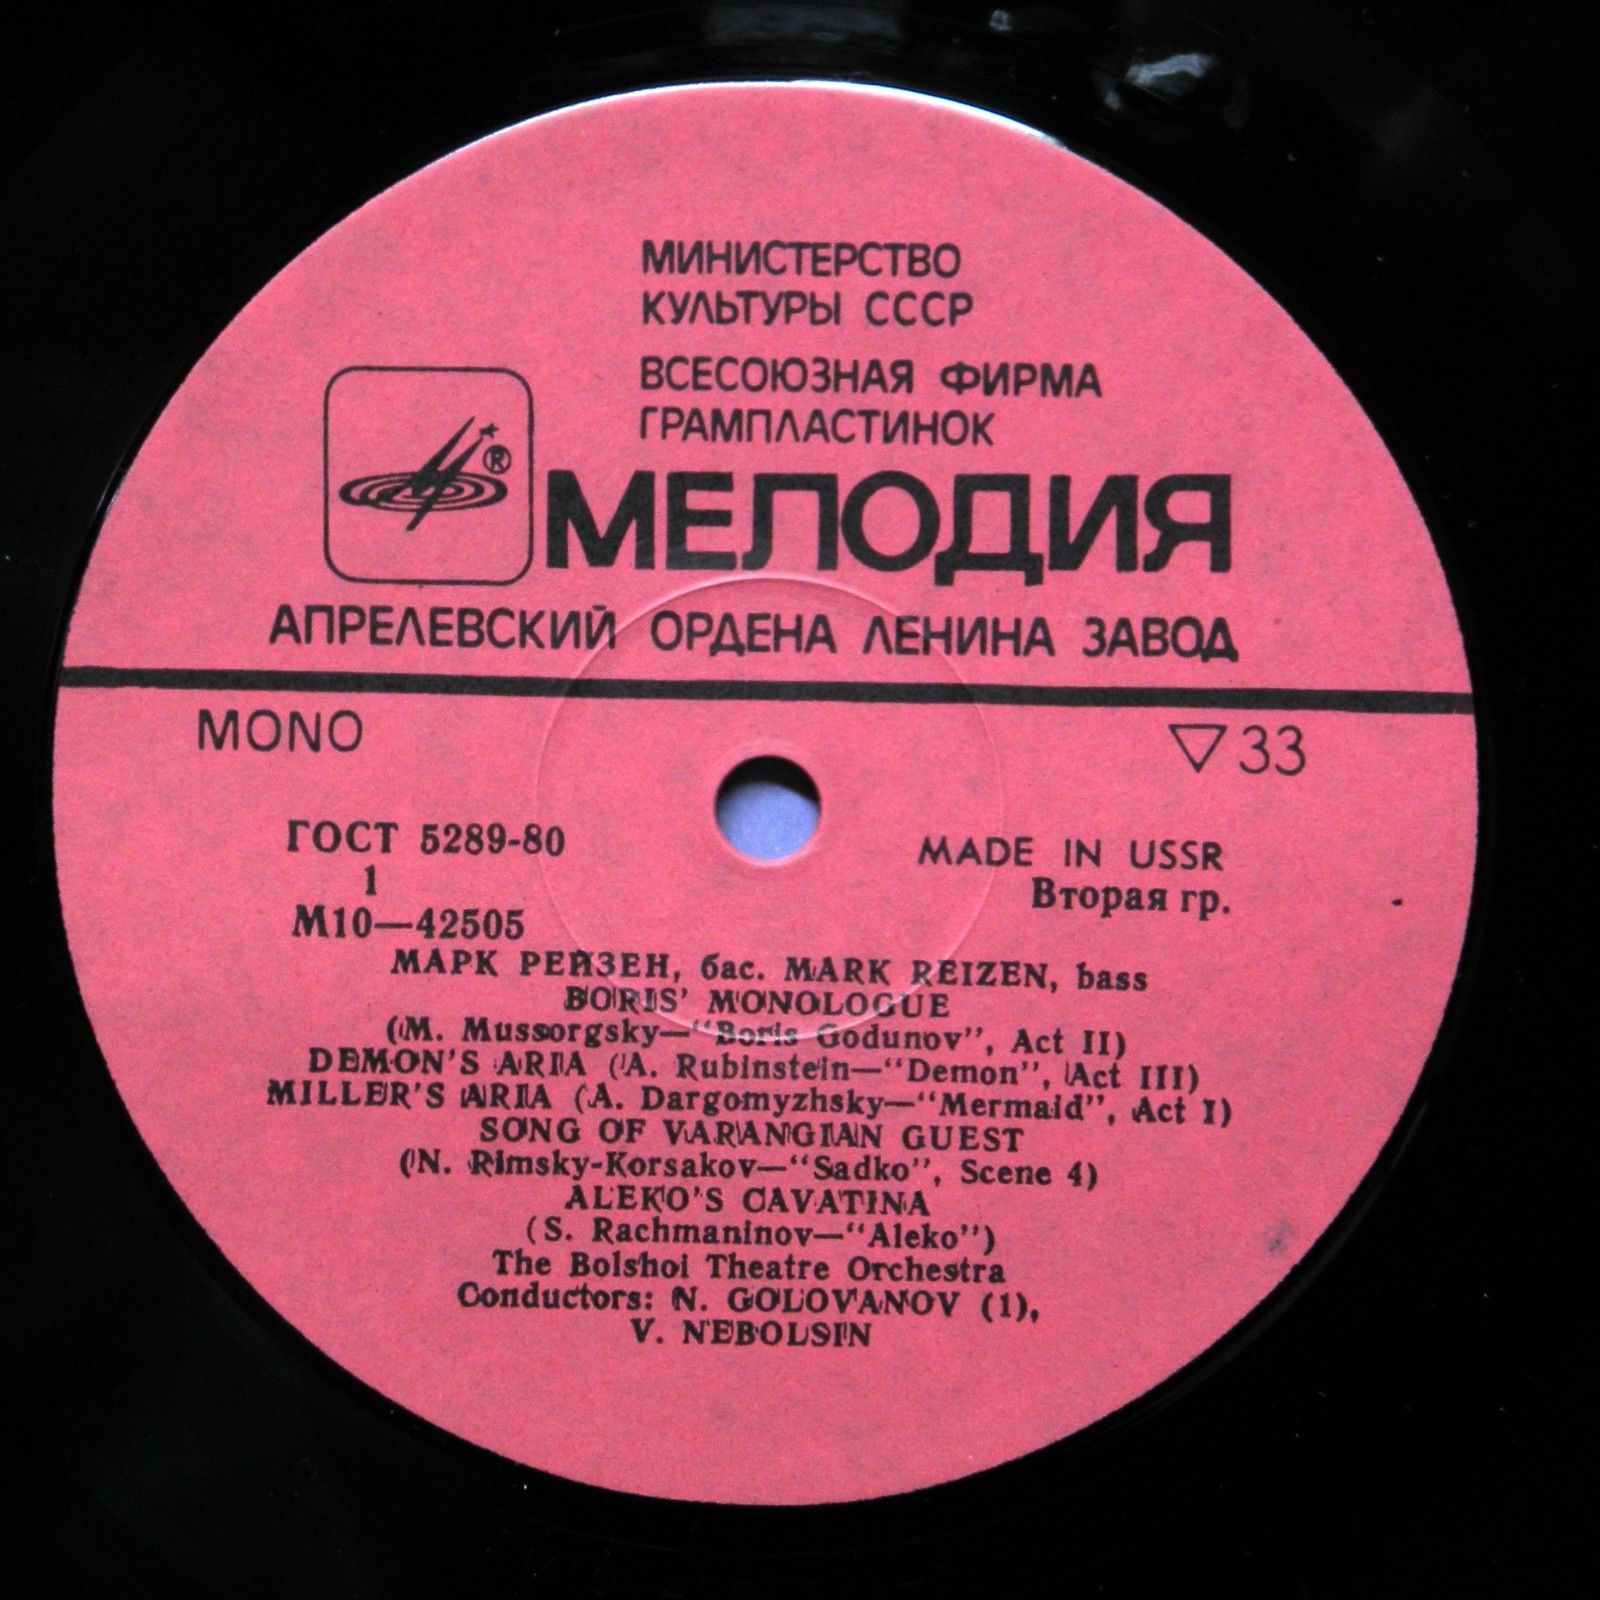 МИНИСТЕРСТВО
КУЛЬТУРЫ СССР
ВСЕСОЮЗНАЯ ФИРМА
ГРАМПЛАСТИНОК
®
МЕЛОДИЯ
АПРЕЛЕВСКИЙ ОРДЕНА ЛЕНИНА ЗАВОД
MONO
▽33
ГОСТ 5289-80
MADE IN USSR
1
Вторая гр.
М10—42505
МАРК РЕЙЗЕН, бас. MARK REIZEN, bass
BORIS' MONOLOGUE
(M. Mussorgsky—“Boris Godunov”, Act II)
DEMON'S ARIA (A. Rubinstein—“Demon”, Act III)
MILLER'S ARIA (A. Dargomyzhsky—“Mermaid”, Act I)
SONG OF VARANGIAN GUEST
(N. Rimsky-Korsakov—“Sadko”, Scene 4)
ALEKO'S CAVATINA
(S. Rachmaninov—“Aleko”)
The Bolshoi Theatre Orchestra
Conductors: N. GOLOVANOV (1),
V. NEBOLSIN